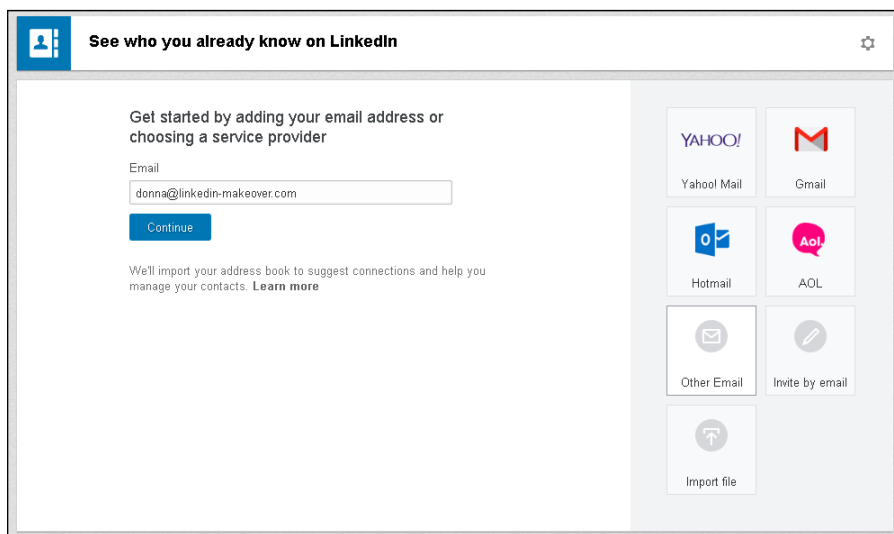 See who you already know on LinkedIn
Get started by adding your email address or
choosing a service provider
Email
donna@linkedin-makeover.com
Continue
We'll import your address book to suggest connections and help you
manage your contacts. Learn more
YAHOO!
Yahoo! Mail
Gmail
Hotmail
Aol.
AOL
Other Email
Invite by email
Import file